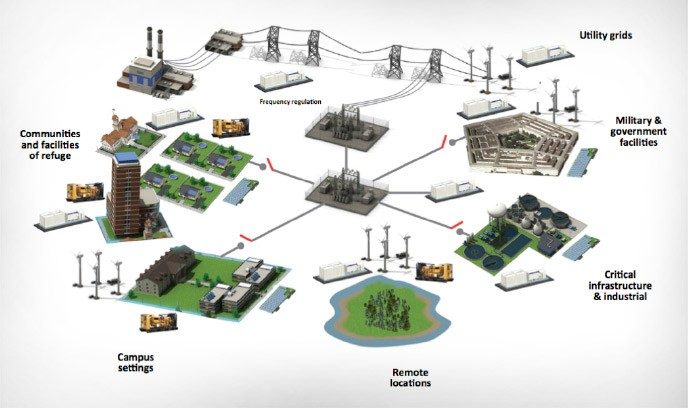 Utility grids
Frequency regulation
Communities
and facilities
of refuge
Military &
government
facilities
Critical
infrastructure
& industrial
Campus
settings
Remote
locations